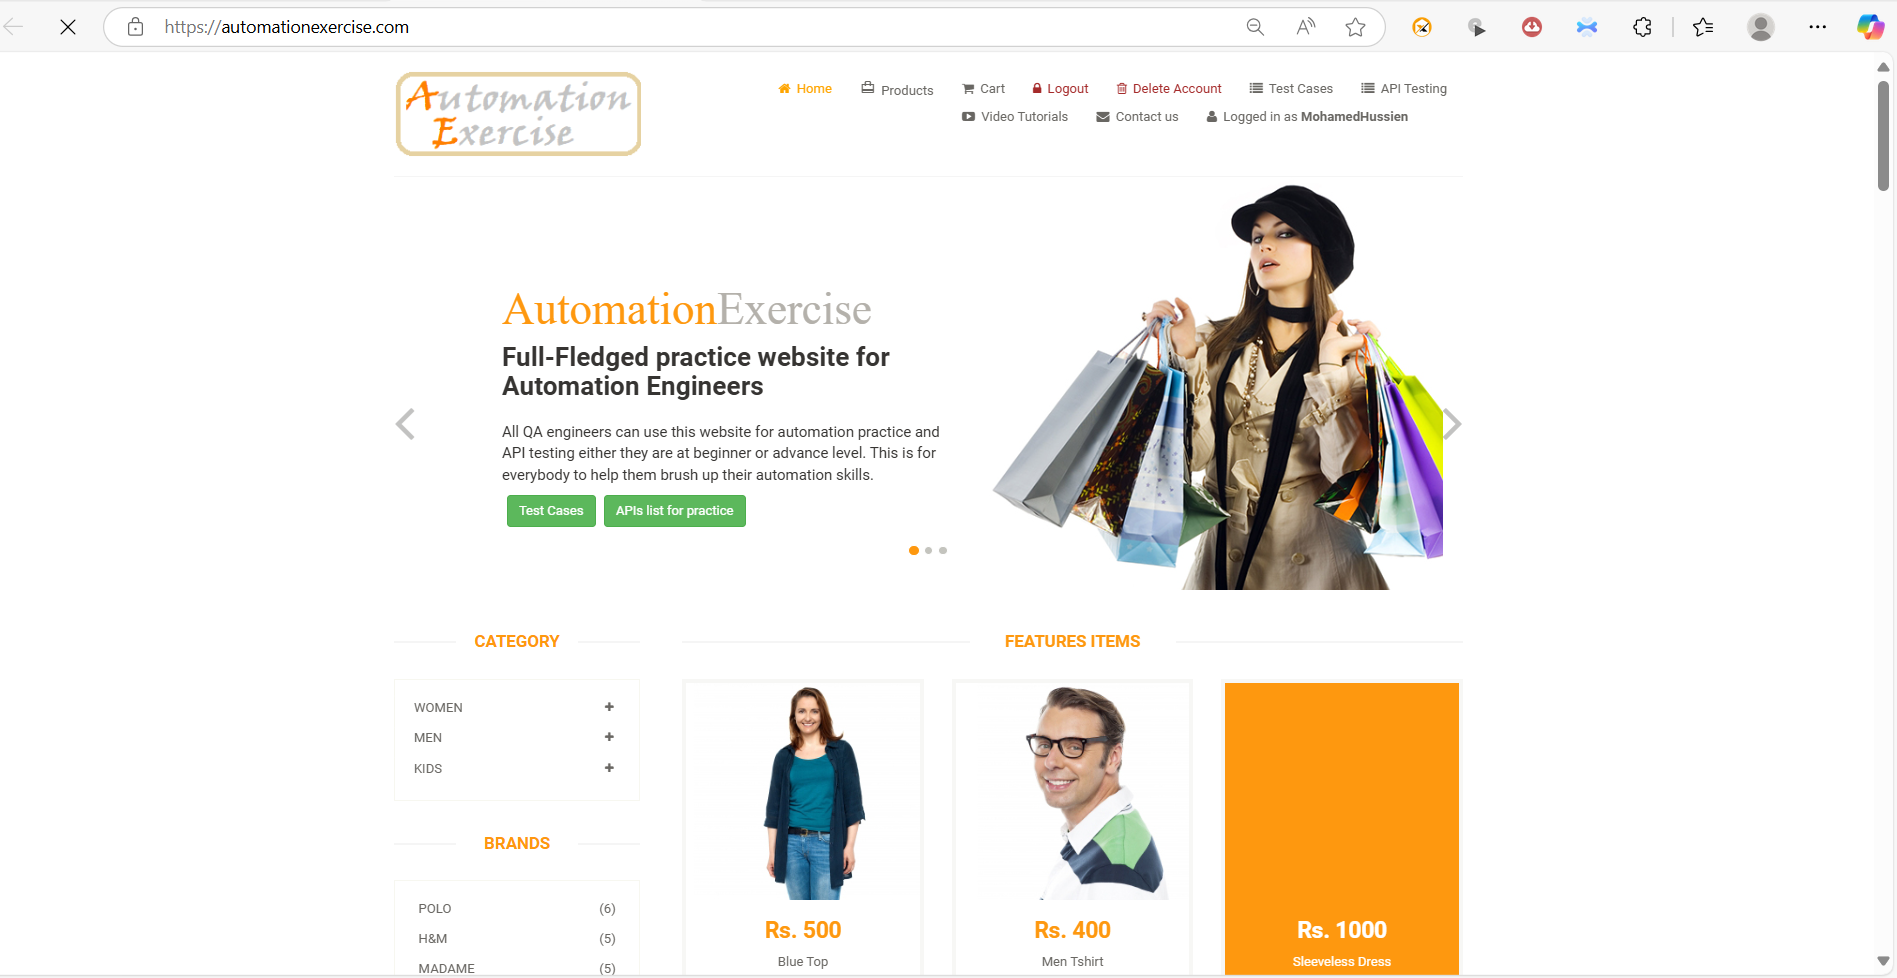 https://automationexercise.com
Automation
Exercise
Home Products Cart Logout Delete Account Test Cases API Testing
Video Tutorials Contact us Logged in as MohamedHussien
AutomationExercise
Full-Fledged practice website for
Automation Engineers
All QA engineers can use this website for automation practice and
API testing either they are at beginner or advance level. This is for
everybody to help them brush up their automation skills.
Test Cases APIs list for practice
CATEGORY
WOMEN
MEN
KIDS
BRANDS
POLO (6)
H&M (5)
MADAME (5)
FEATURES ITEMS
Rs. 500
Blue Top
Rs. 400
Men Tshirt
Rs. 1000
Sleeveless Dress